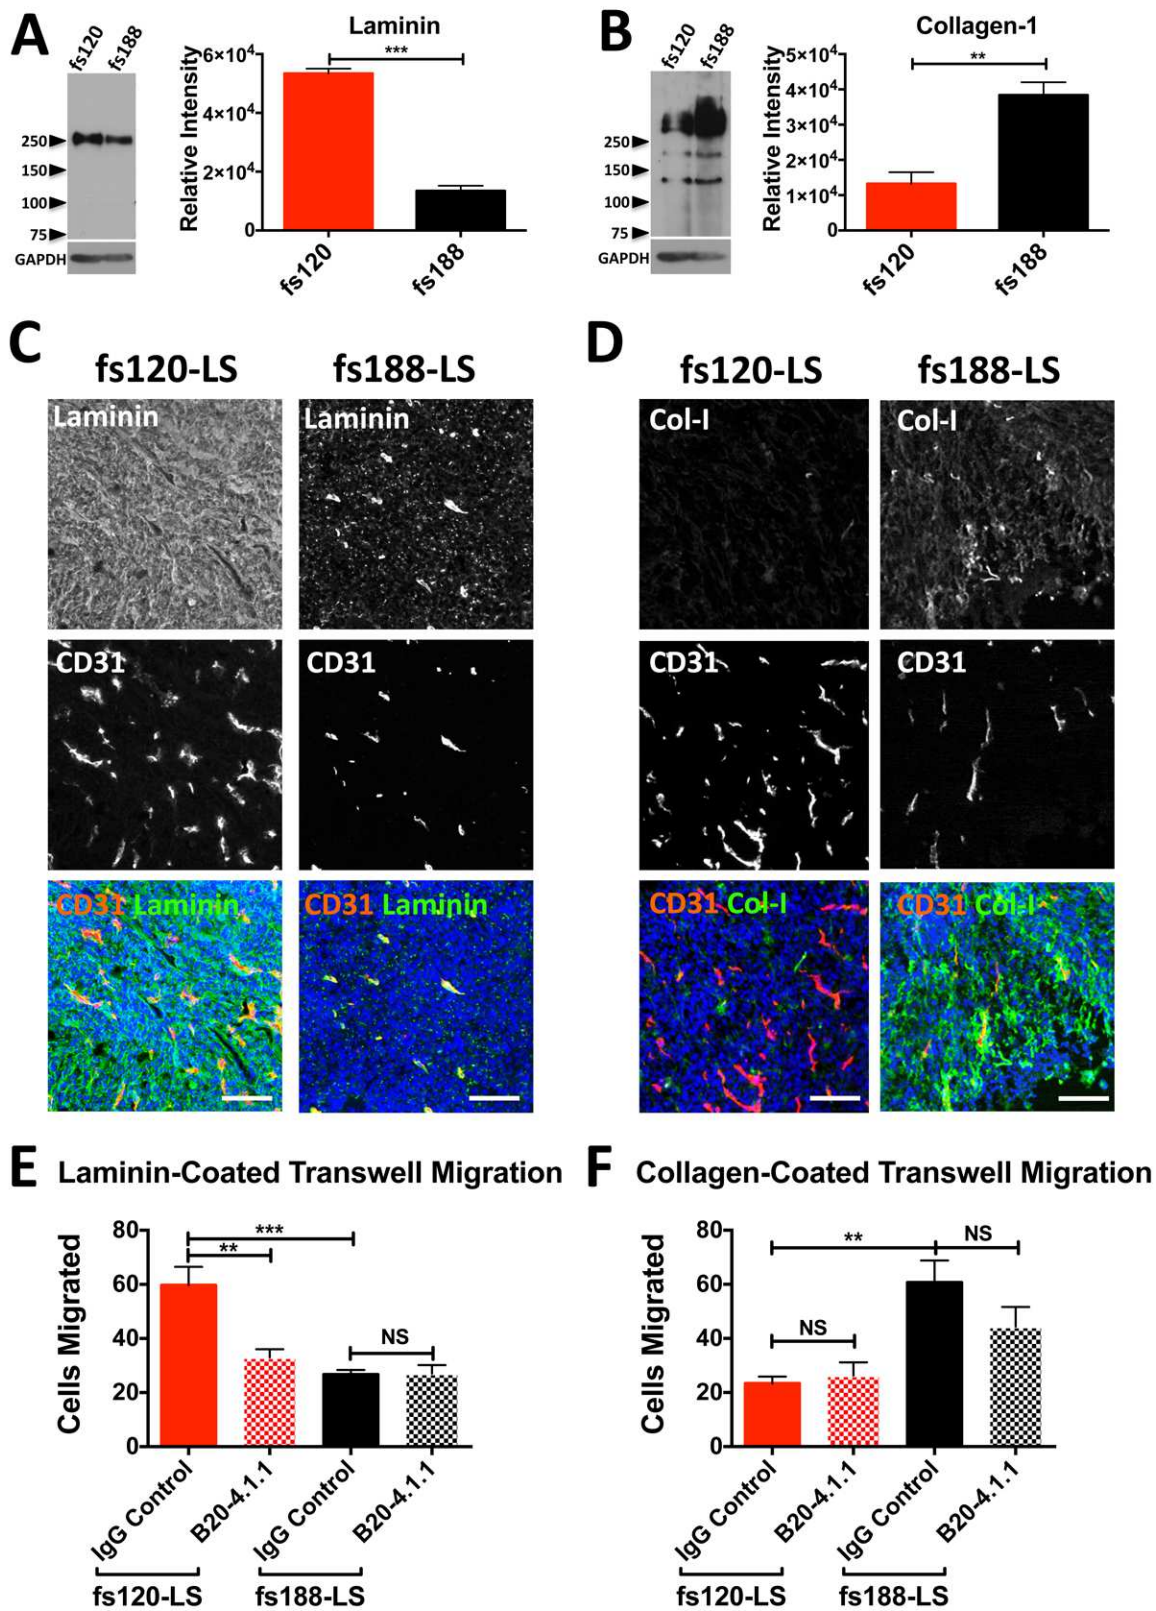 A
fs120
fs188
250
150
100
75
GAPDH
Laminin
Relative Intensity
6×10⁴
4×10⁴
2×10⁴
0
***
fs120
fs188
B
fs120
fs188
250
150
100
75
GAPDH
Collagen-1
Relative Intensity
5×10⁴
4×10⁴
3×10⁴
2×10⁴
1×10⁴
0
**
fs120
fs188
C
fs120-LS
fs188-LS
Laminin
Laminin
CD31
CD31
CD31 Laminin
CD31 Laminin
D
fs120-LS
fs188-LS
Col-I
Col-I
CD31
CD31
CD31 Col-I
CD31 Col-I
E
Laminin-Coated Transwell Migration
Cells Migrated
80
60
40
20
0
***
**
NS
IgG Control
B20-4.1.1
IgG Control
B20-4.1.1
fs120-LS
fs188-LS
F
Collagen-Coated Transwell Migration
Cells Migrated
80
60
40
20
0
**
NS
NS
IgG Control
B20-4.1.1
IgG Control
B20-4.1.1
fs120-LS
fs188-LS